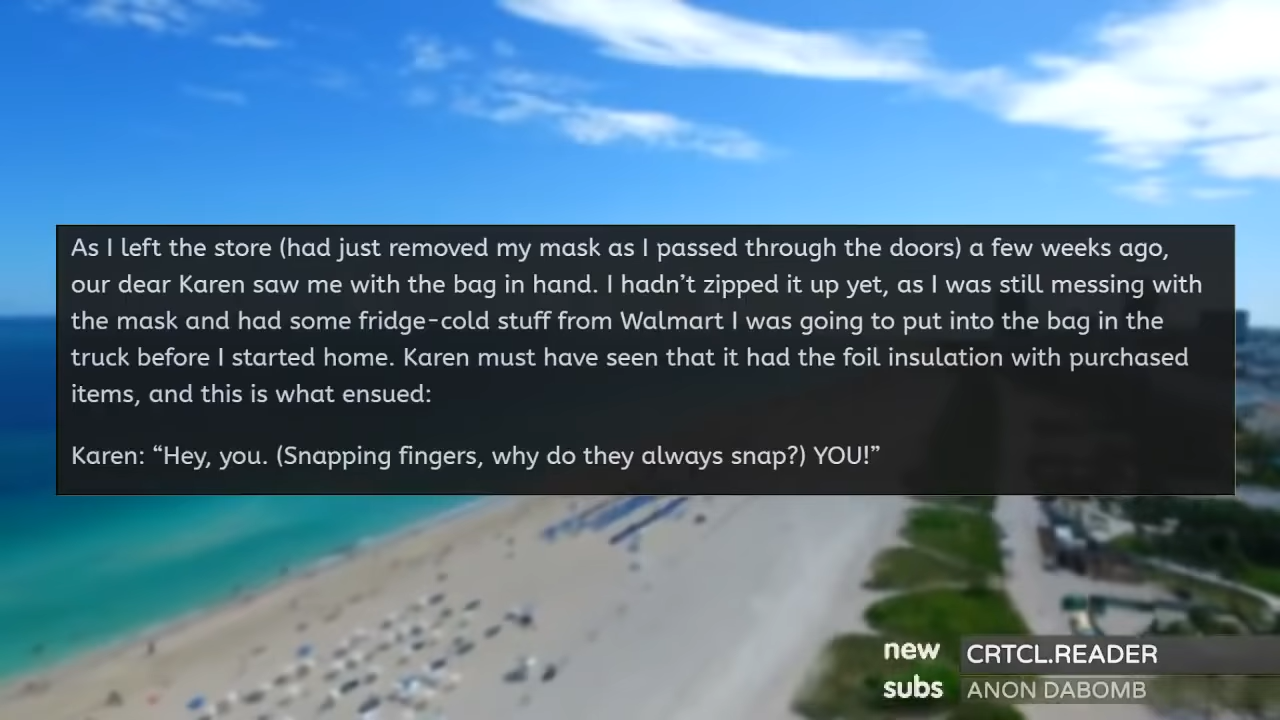 As I left the store (had just removed my mask as I passed through the doors) a few weeks ago,
our dear Karen saw me with the bag in hand. I hadn’t zipped it up yet, as I was still messing with
the mask and had some fridge-cold stuff from Walmart I was going to put into the bag in the
truck before I started home. Karen must have seen that it had the foil insulation with purchased
items, and this is what ensued:
Karen: “Hey, you. (Snapping fingers, why do they always snap?) YOU!”
new CRTCL.READER
subs ANON DABOMB